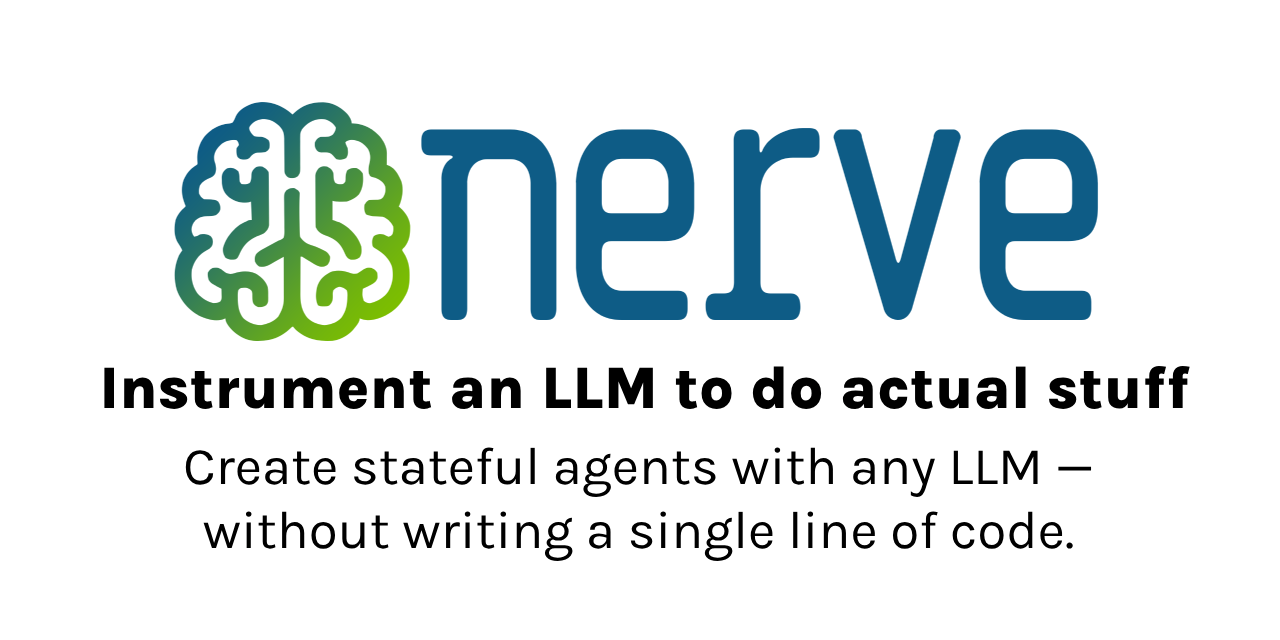 nerve
Instrument an LLM to do actual stuff
Create stateful agents with any LLM —
without writing a single line of code.